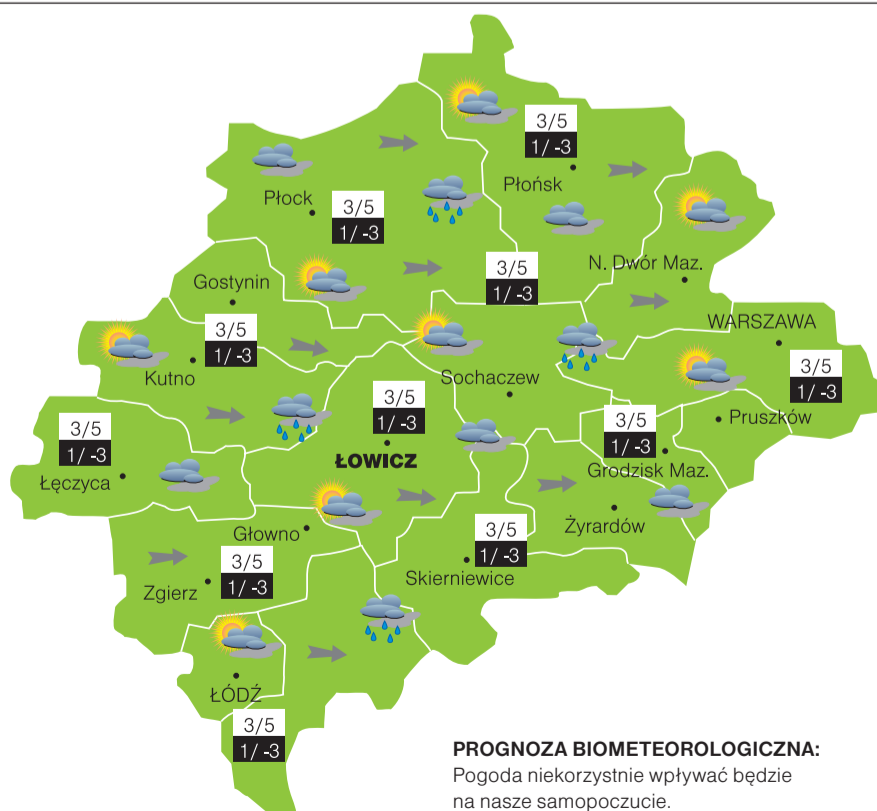 3/5
1/ -3
Płońsk
Płock
3/5
1/ -3
N. Dwór Maz.
3/5
1/ -3
Gostynin
WARSZAWA
3/5
1/ -3
Kutno
3/5
1/ -3
Sochaczew
3/5
1/ -3
ŁOWICZ
Pruszków
3/5
1/ -3
Grodzisk Maz.
3/5
1/ -3
Łęczyca
Żyrardów
Głowno
3/5
1/ -3
Skierniewice
3/5
1/ -3
Zgierz
ŁÓDŹ
3/5
1/ -3
PROGNOZA BIOMETEOROLOGICZNA:
Pogoda niekorzystnie wpływać będzie
na nasze samopoczucie.